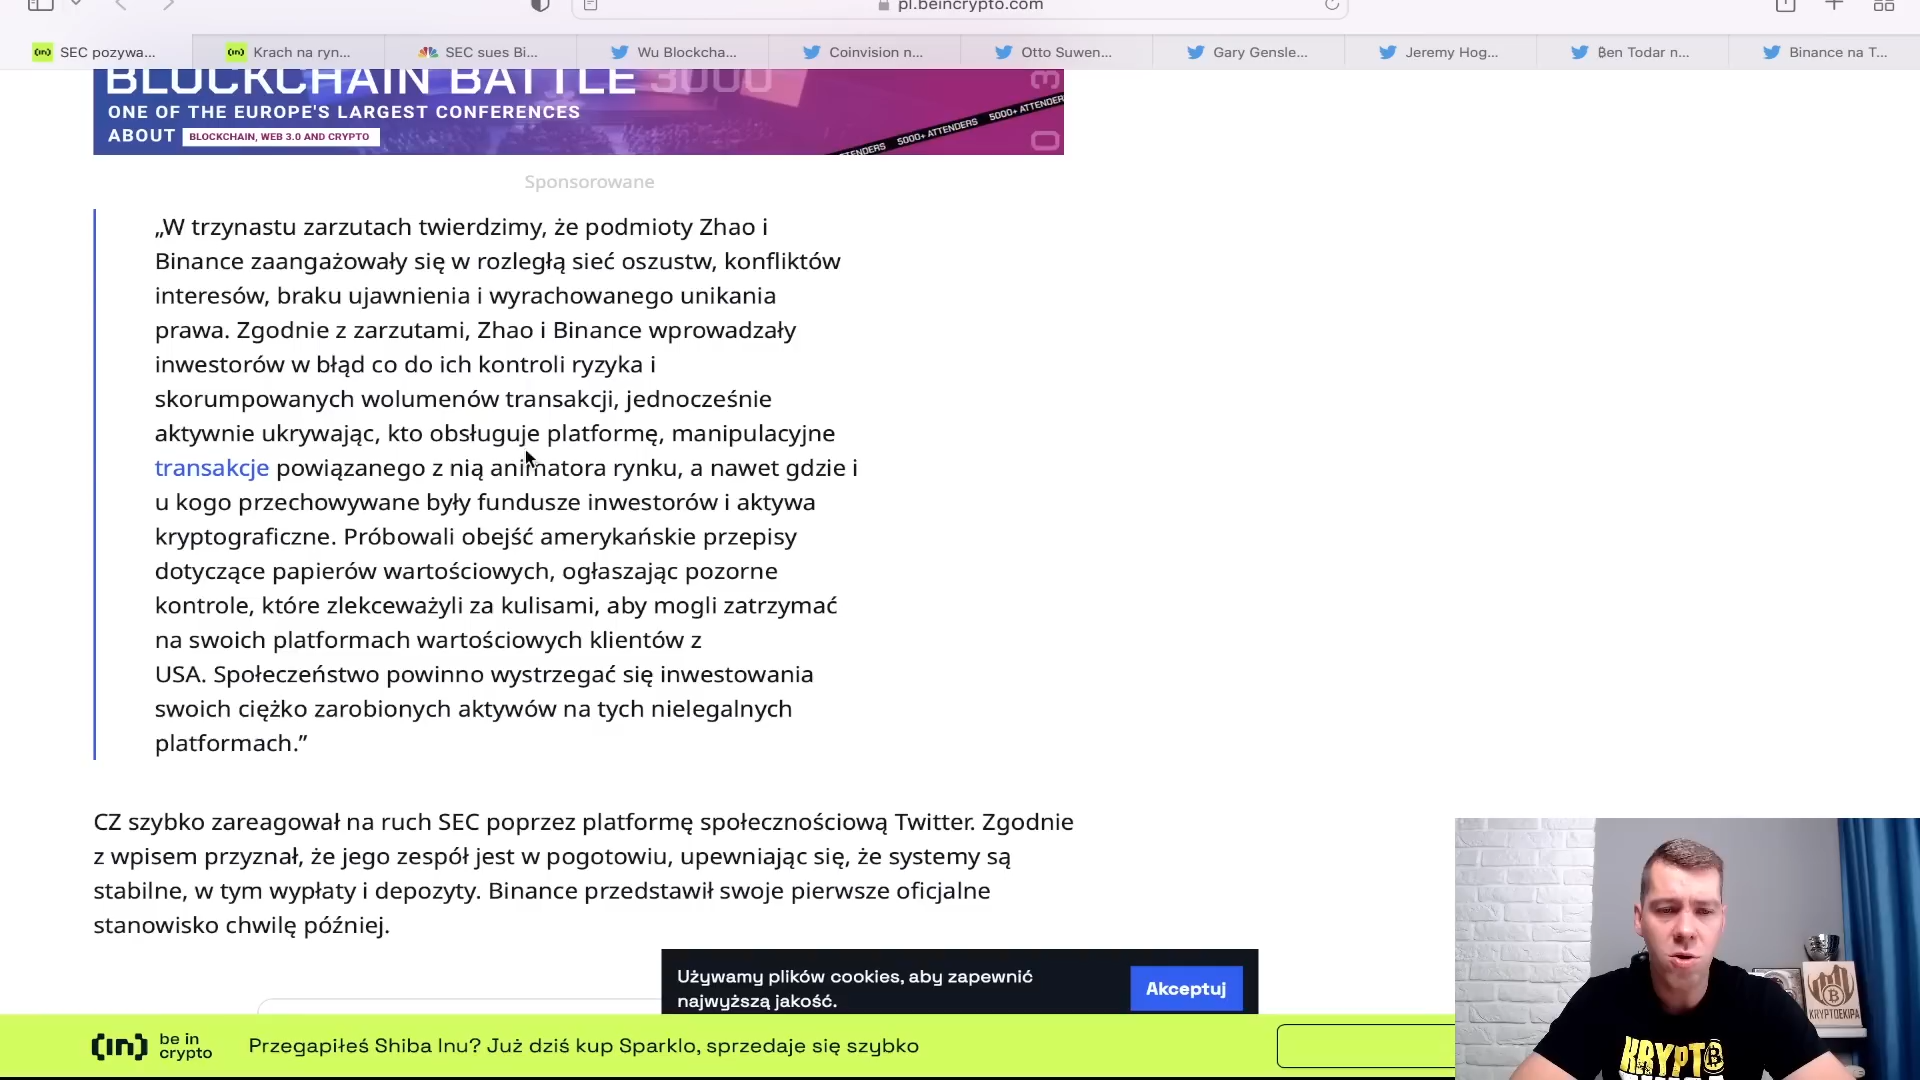 pl.beincrypto.com
SEC pozywa...
Krach na ryn...
SEC sues Bi...
Wu Blockcha...
Coinvision n...
Otto Suwen...
Gary Gensle...
Jeremy Hog...
₿en Todar n...
Binance na T...
BLOCKCHAIN BATTLE 3000
ONE OF THE EUROPE'S LARGEST CONFERENCES
ABOUT BLOCKCHAIN, WEB 3.0 AND CRYPTO
5000+ ATTENDERS
Sponsorowane
„W trzynastu zarzutach twierdzimy, że podmioty Zhao i
Binance zaangażowały się w rozległą sieć oszustw, konfliktów
interesów, braku ujawnienia i wyrachowanego unikania
prawa. Zgodnie z zarzutami, Zhao i Binance wprowadzały
inwestorów w błąd co do ich kontroli ryzyka i
skorumpowanych wolumenów transakcji, jednocześnie
aktywnie ukrywając, kto obsługuje platformę, manipulacyjne
transakcje powiązanego z nią animatora rynku, a nawet gdzie i
u kogo przechowywane były fundusze inwestorów i aktywa
kryptograficzne. Próbowali obejść amerykańskie przepisy
dotyczące papierów wartościowych, ogłaszając pozorne
kontrole, które zlekceważyli za kulisami, aby mogli zatrzymać
na swoich platformach wartościowych klientów z
USA. Społeczeństwo powinno wystrzegać się inwestowania
swoich ciężko zarobionych aktywów na tych nielegalnych
platformach.”
CZ szybko zareagował na ruch SEC poprzez platformę społecznościową Twitter. Zgodnie
z wpisem przyznał, że jego zespół jest w pogotowiu, upewniając się, że systemy są
stabilne, w tym wypłaty i depozyty. Binance przedstawił swoje pierwsze oficjalne
stanowisko chwilę później.
Używamy plików cookies, aby zapewnić
najwyższą jakość.
Akceptuj
be in
crypto
Przegapiłeś Shiba Inu? Już dziś kup Sparklo, sprzedaje się szybko
KRYPTOEKIPA
KRYPTO